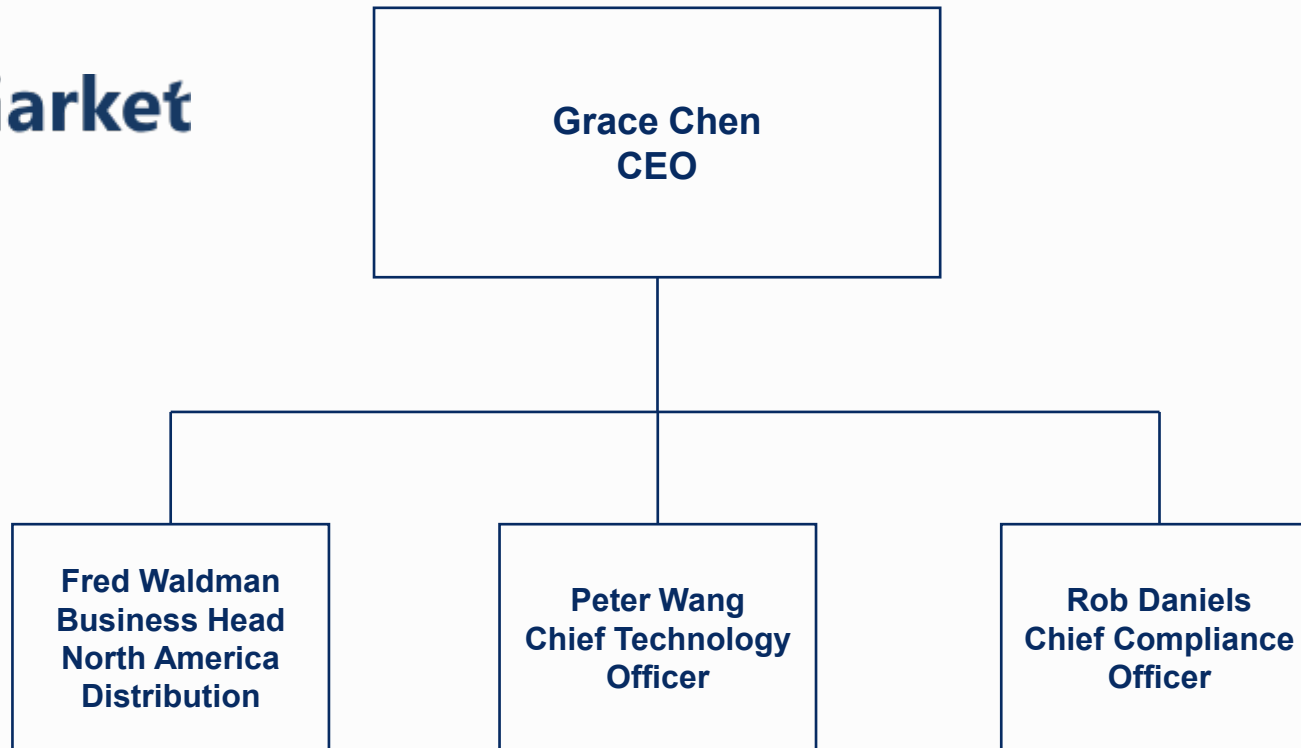 arket
Grace Chen
CEO
Fred Waldman
Business Head
North America
Distribution
Peter Wang
Chief Technology
Officer
Rob Daniels
Chief Compliance
Officer